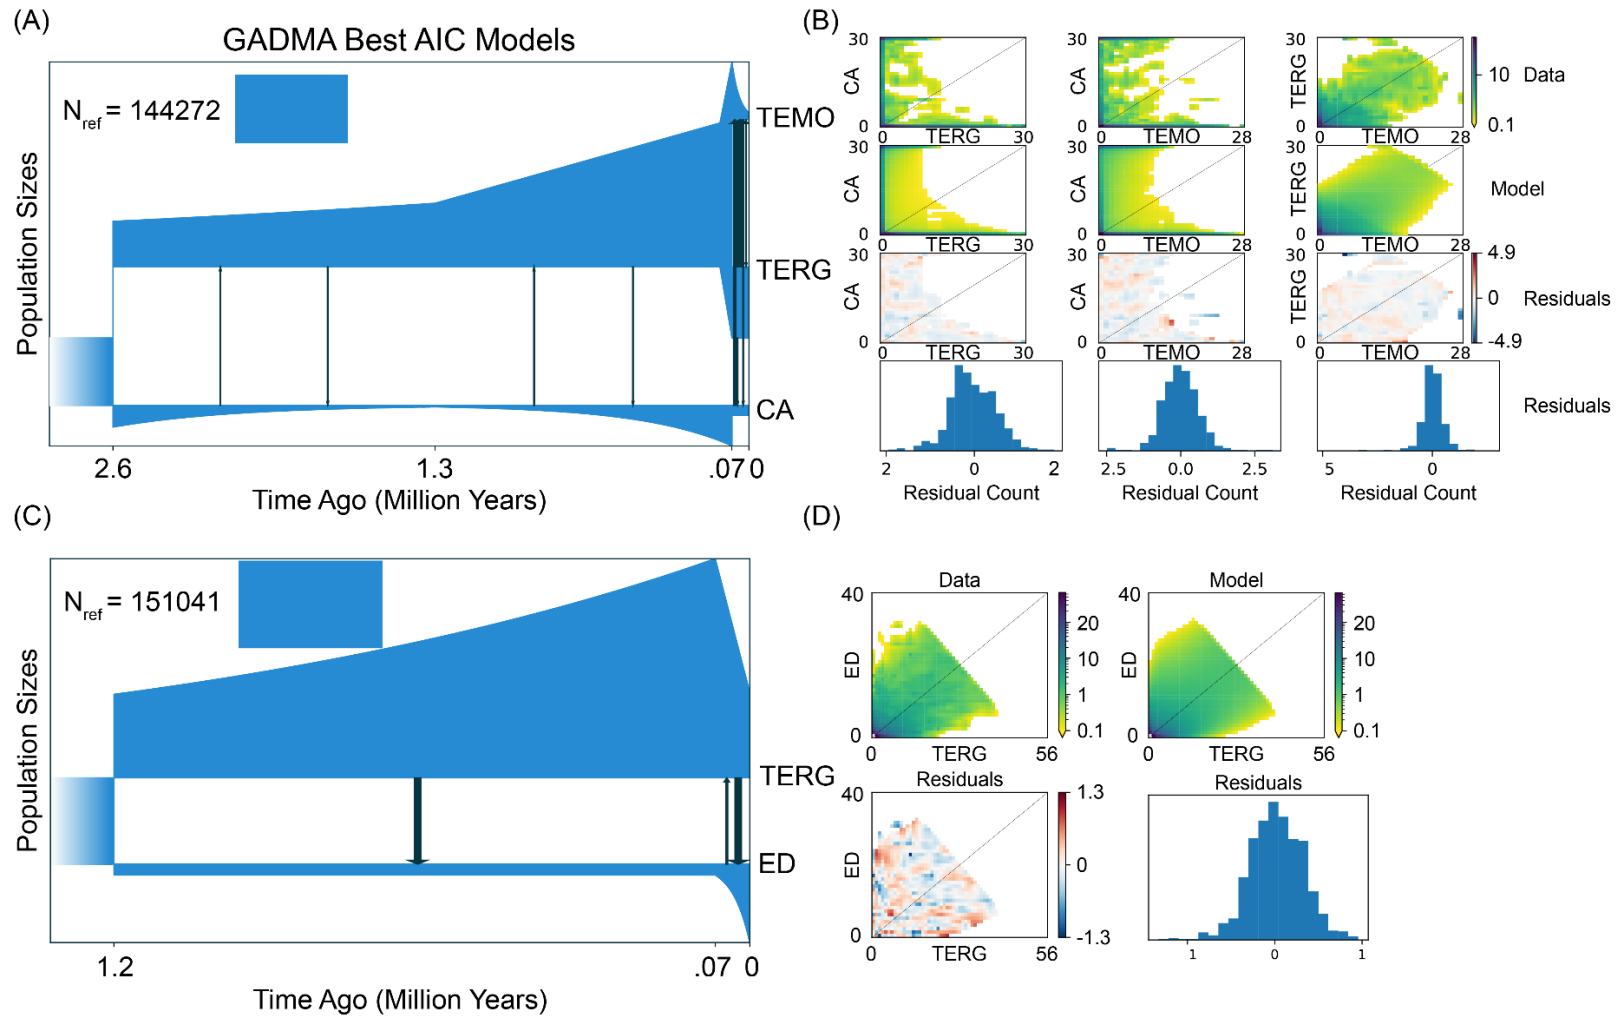 (A)
GADMA Best AIC Models
Nref = 144272
Population Sizes
TEMO
TERG
CA
2.6
1.3
.07 0
Time Ago (Million Years)
(B)
30
CA
0
0
TERG
30
30
CA
0
0
TEMO
28
30
TERG
0
0
TEMO
28
10
0.1
Data
30
CA
0
0
TERG
30
30
CA
0
0
TEMO
28
30
TERG
0
0
TEMO
28
Model
30
CA
0
0
TERG
30
30
CA
0
0
TEMO
28
30
TERG
0
0
TEMO
28
4.9
0
-4.9
Residuals
2
0
2
Residual Count
2.5
0.0
2.5
Residual Count
5
0
Residual Count
Residuals
(C)
Nref = 151041
Population Sizes
TERG
ED
1.2
.07 0
Time Ago (Million Years)
(D)
Data
40
ED
0
0
TERG
56
20
10
1
0.1
Model
40
ED
0
0
TERG
56
20
10
1
0.1
Residuals
40
ED
0
0
TERG
56
1.3
0
-1.3
Residuals
1
0
1